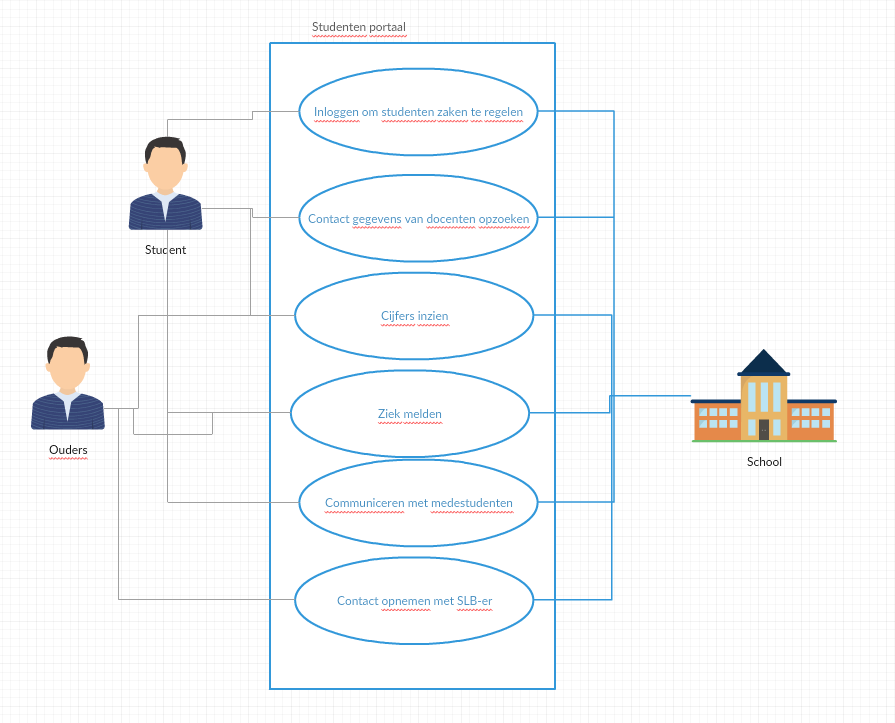 Studenten portaal
Inloggen om studenten zaken te regelen
Contact gegevens van docenten opzoeken
Student
Cijfers inzien
Ziek melden
Ouders
School
Communiceren met medestudenten
Contact opnemen met SLB-er